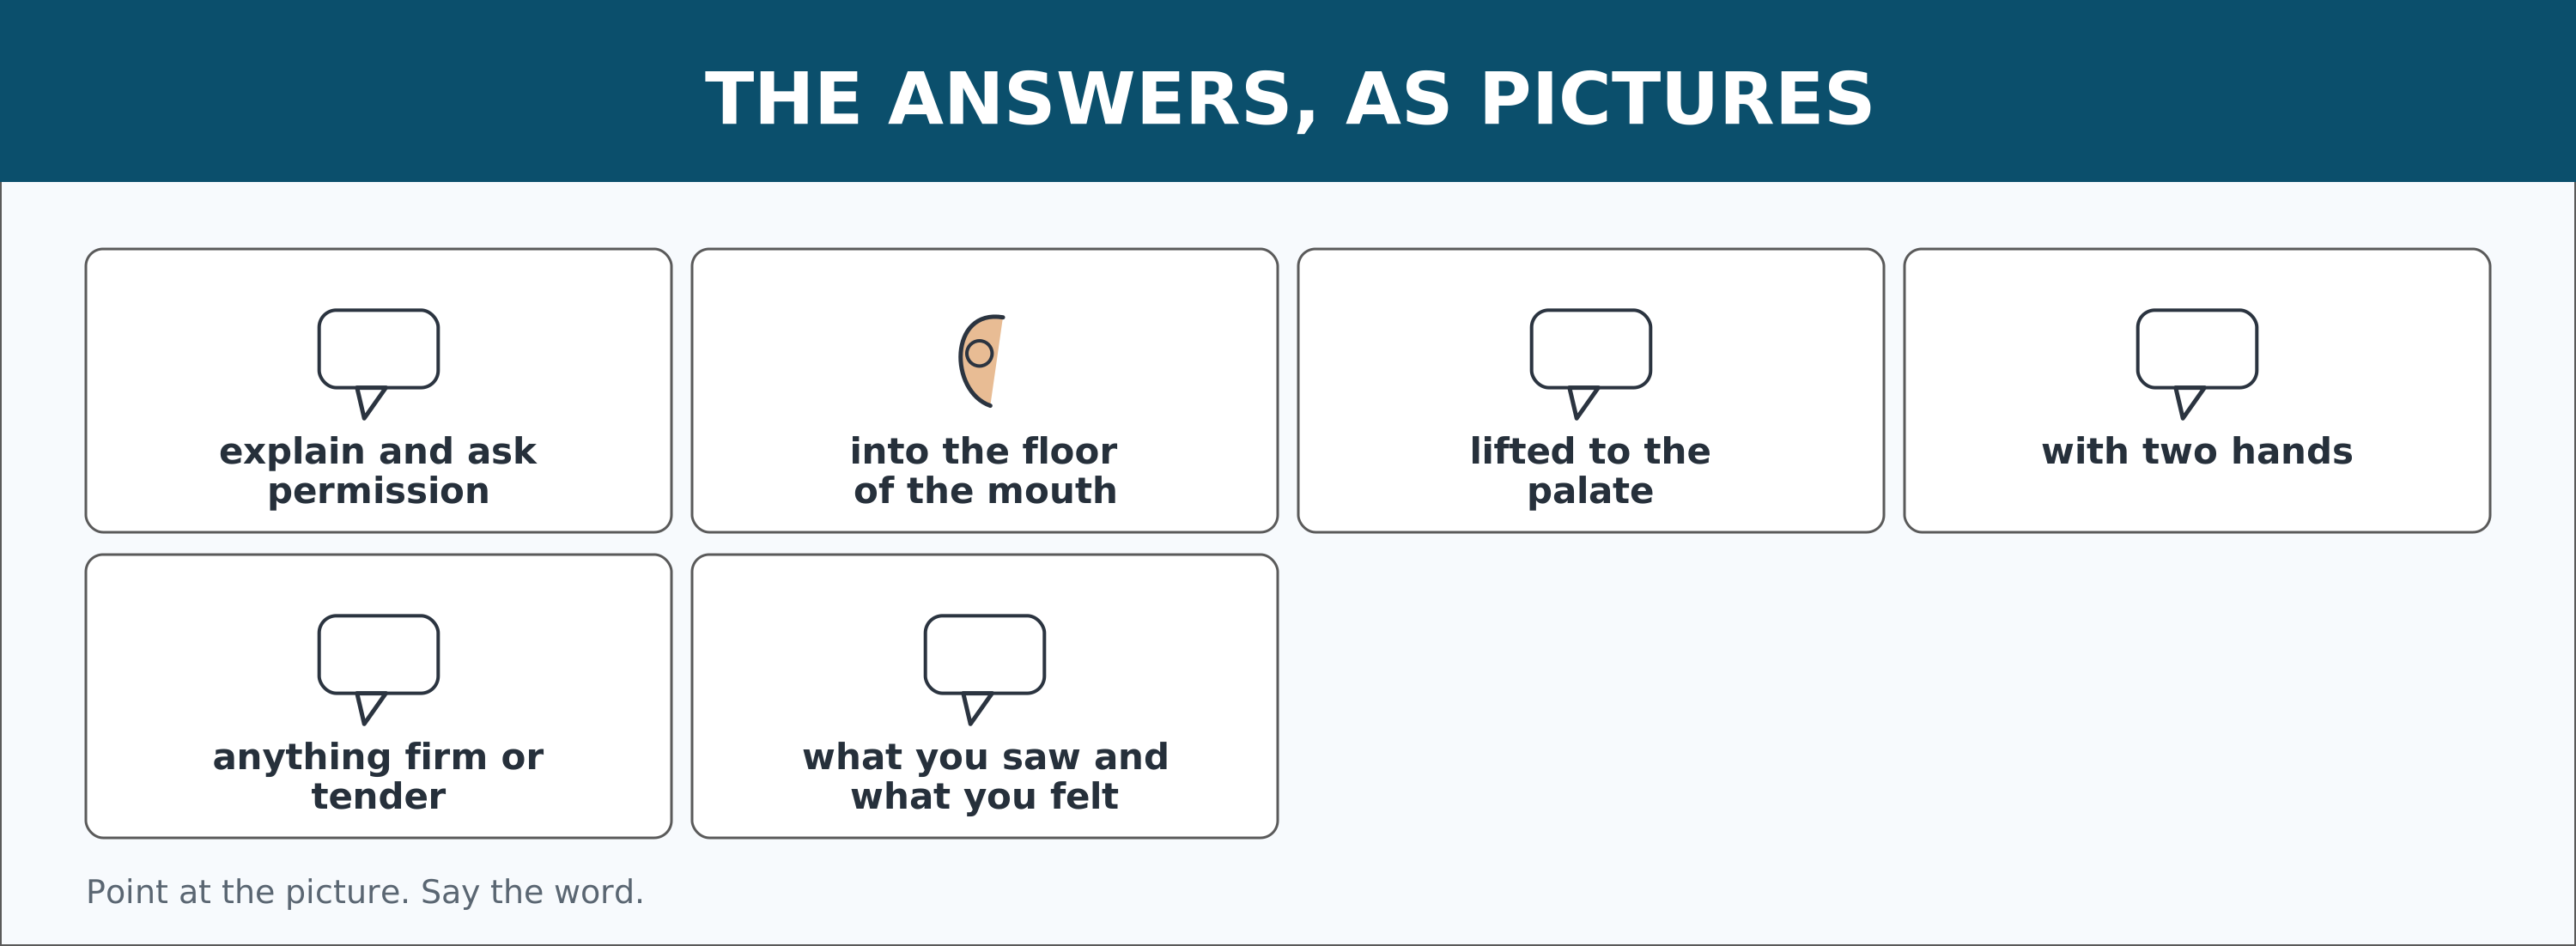 THE ANSWERS, AS PICTURES
explain and ask
permission
into the floor
of the mouth
lifted to the
palate
with two hands
anything firm or
tender
what you saw and
what you felt
Point at the picture. Say the word.